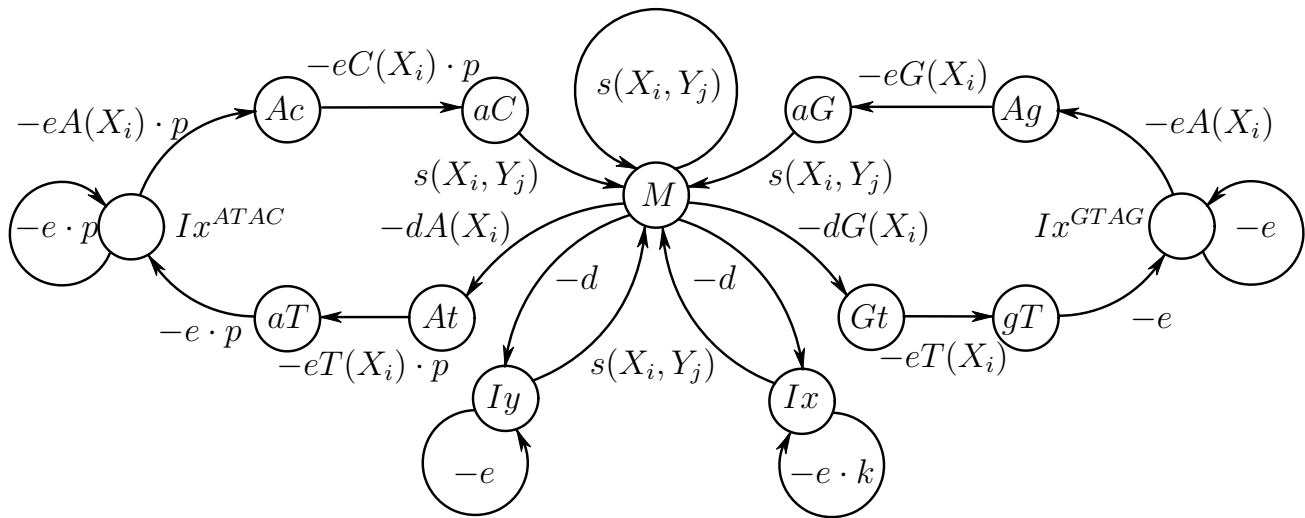 −eC(X_i) · p
−eG(X_i)
s(X_i, Y_j)
Ac
aC
aG
Ag
−eA(X_i) · p
−eA(X_i)
s(X_i, Y_j)
s(X_i, Y_j)
M
−e · p
Ix^{ATAC}
−dA(X_i)
−dG(X_i)
Ix^{GTAG}
−e
−d
−d
aT
At
Gt
gT
−e · p
−e
−eT(X_i) · p
s(X_i, Y_j)
−eT(X_i)
Iy
Ix
−e
−e · k